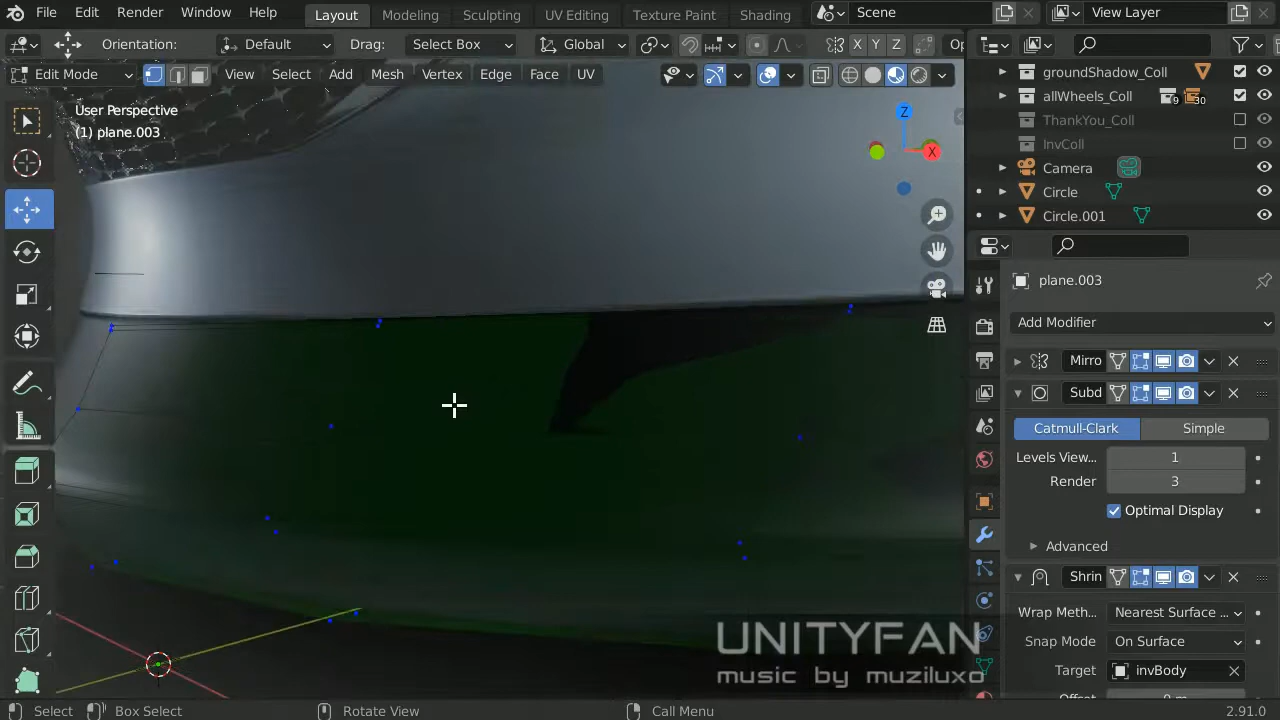 File Edit Render Window Help Layout Modeling Sculpting UV Editing Texture Paint Shading Scene View Layer
Orientation: Default Drag: Select Box Global X Y Z Op
Edit Mode View Select Add Mesh Vertex Edge Face UV
User Perspective
(1) plane.003
Z
X
groundShadow_Coll
allWheels_Coll 9 30
ThankYou_Coll
InvColl
Camera
Circle
Circle.001
plane.003
Add Modifier
Mirro
Subd
Catmull-Clark Simple
Levels View... 1
Render 3
Optimal Display
Advanced
Shrin
Wrap Meth... Nearest Surface ...
Snap Mode On Surface
Target invBody
UNITYFAN
music by muziluxo
Select Box Select Rotate View Call Menu 2.91.0